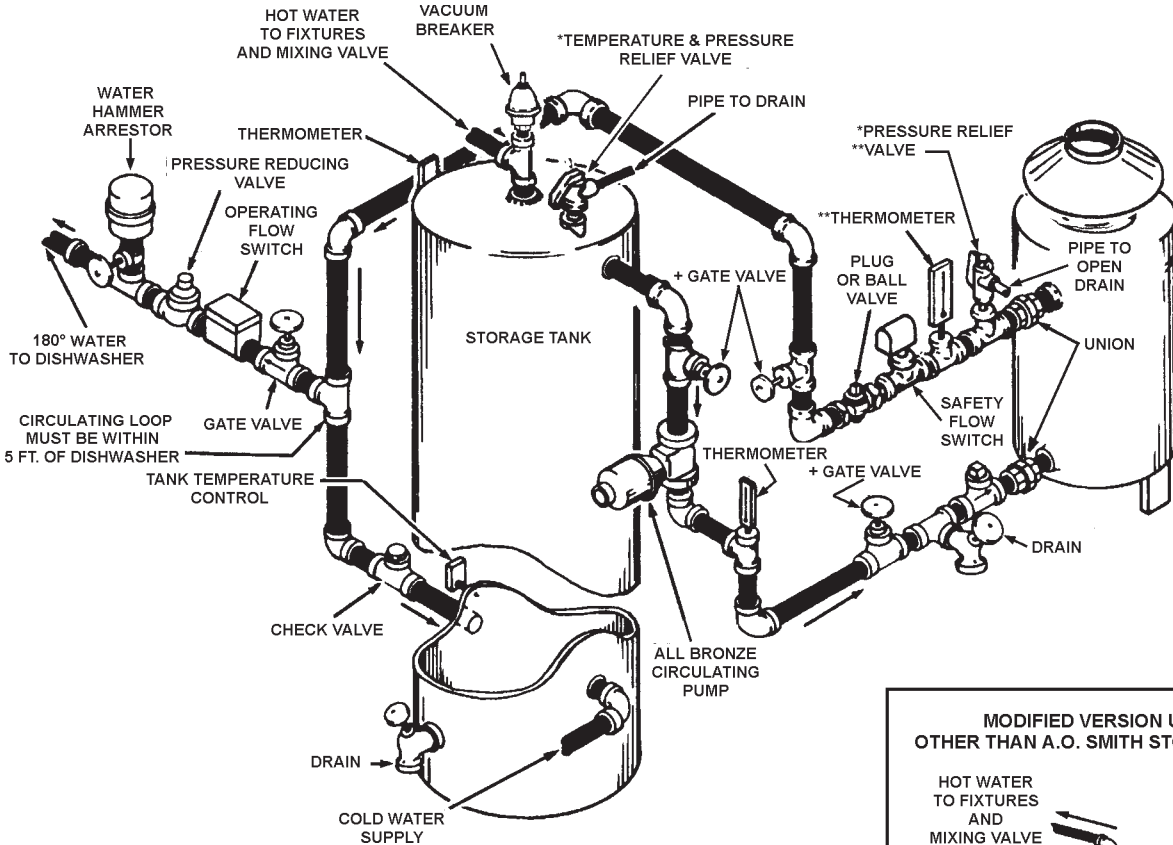 HOT WATER
TO FIXTURES
AND MIXING VALVE
VACUUM
BREAKER
*TEMPERATURE & PRESSURE
RELIEF VALVE
PIPE TO DRAIN
WATER
HAMMER
ARRESTOR
THERMOMETER
PRESSURE REDUCING
VALVE
OPERATING
FLOW
SWITCH
*PRESSURE RELIEF
**VALVE
**THERMOMETER
PIPE TO
OPEN
DRAIN
+ GATE VALVE
PLUG
OR BALL
VALVE
180° WATER
TO DISHWASHER
STORAGE TANK
UNION
GATE VALVE
SAFETY
FLOW
SWITCH
CIRCULATING LOOP
MUST BE WITHIN
5 FT. OF DISHWASHER
THERMOMETER
+ GATE VALVE
TANK TEMPERATURE
CONTROL
DRAIN
CHECK VALVE
ALL BRONZE
CIRCULATING
PUMP
DRAIN
COLD WATER
SUPPLY
MODIFIED VERSION
OTHER THAN A.O. SMITH
HOT WATER
TO FIXTURES
AND
MIXING VALVE